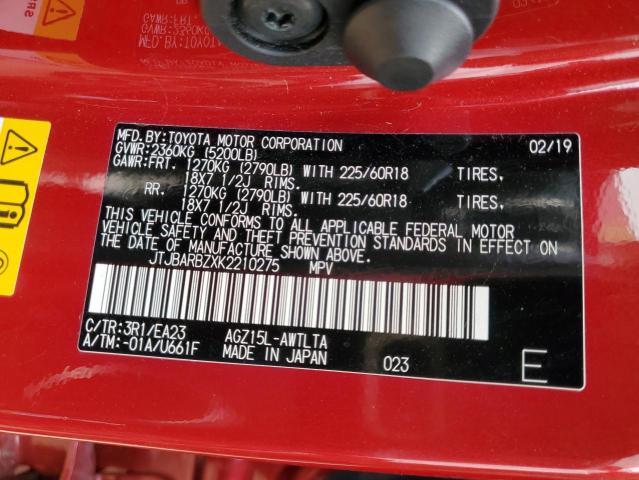 MFD.BY:TOYOTA MOTOR CORPORATION 02/19
GVWR:2360KG (5200LB)
GAWR:FRT. 1270KG (2790LB) WITH 225/60R18 TIRES,
18X7 1/2J RIMS.
RR. 1270KG (2790LB) WITH 225/60R18 TIRES,
18X7 1/2J RIMS.
THIS VEHICLE CONFORMS TO ALL APPLICABLE FEDERAL MOTOR
VEHICLE SAFETY AND THEFT PREVENTION STANDARDS IN EFFECT ON
THE DATE OF MANUFACTURE SHOWN ABOVE.
JTJBARBZXK2210275 MPV
C/TR:3R1/EA23 AGZ15L-AWTLTA
A/TM:-01A/U661F MADE IN JAPAN 023 E